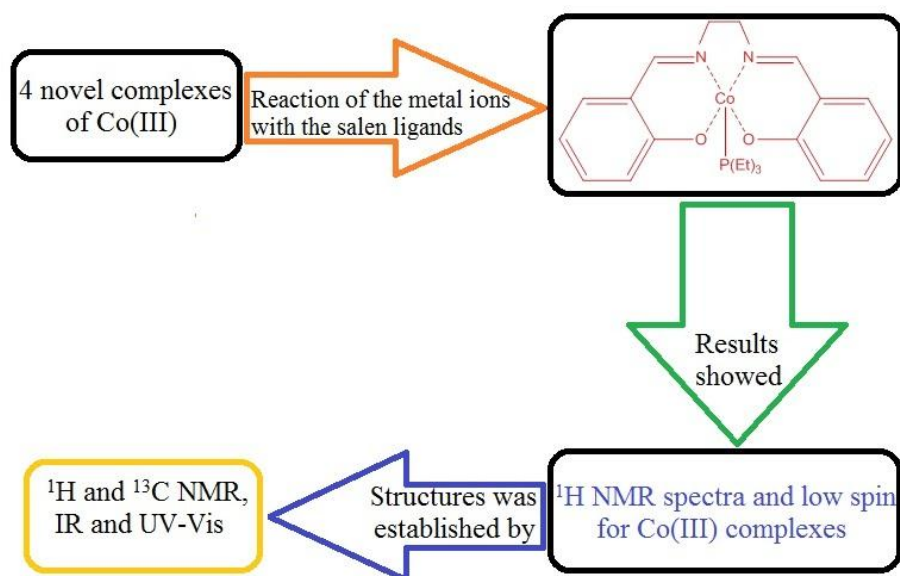 4 novel complexes
of Co(III)
Reaction of the metal ions
with the salen ligands
N
N
Co
O
O
P(Et)₃
Results
showed
¹H NMR spectra and low spin
for Co(III) complexes
Structures was
established by
¹H and ¹³C NMR,
IR and UV-Vis